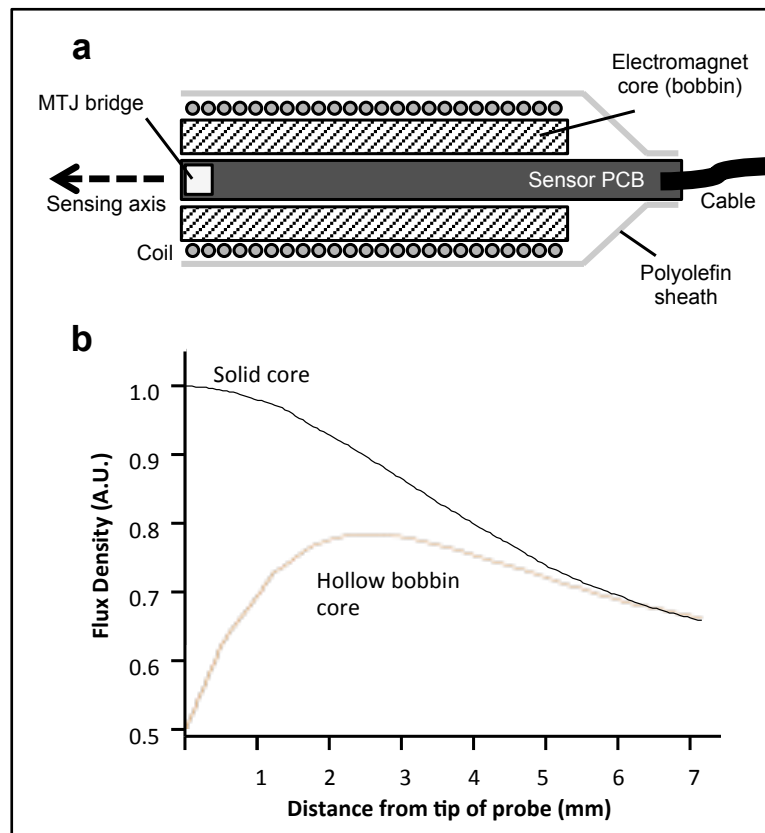 a
Electromagnet
core (bobbin)
MTJ bridge
Sensor PCB
Sensing axis
Cable
Coil
Polyolefin
sheath
b
Solid core
1.0
0.9
0.8
0.7
0.6
0.5
Flux Density (A.U.)
Hollow bobbin
core
1 2 3 4 5 6 7
Distance from tip of probe (mm)